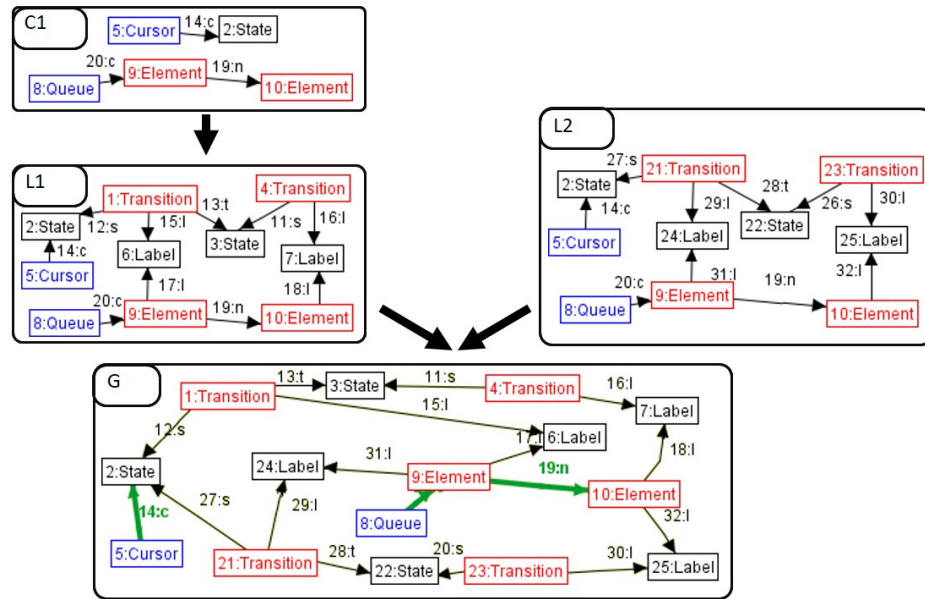 C1
14:c
5:Cursor
2:State
20:c
9:Element
19:n
8:Queue
10:Element
L1
1:Transition
4:Transition
13:t
11:s
16:l
2:State
12:s
15:l
3:State
14:c
6:Label
7:Label
5:Cursor
17:l
18:l
20:c
9:Element
19:n
8:Queue
10:Element
L2
27:s
21:Transition
23:Transition
2:State
28:t
26:s
30:l
14:c
29:l
22:State
5:Cursor
24:Label
25:Label
20:c
31:l
19:n
32:l
9:Element
8:Queue
10:Element
G
13:t
3:State
11:s
1:Transition
4:Transition
16:l
15:l
7:Label
12:s
17:l
6:Label
2:State
24:Label
31:l
9:Element
19:n
18:l
27:s
29:l
10:Element
14:c
8:Queue
32:l
5:Cursor
21:Transition
28:t
20:s
30:l
22:State
23:Transition
25:Label